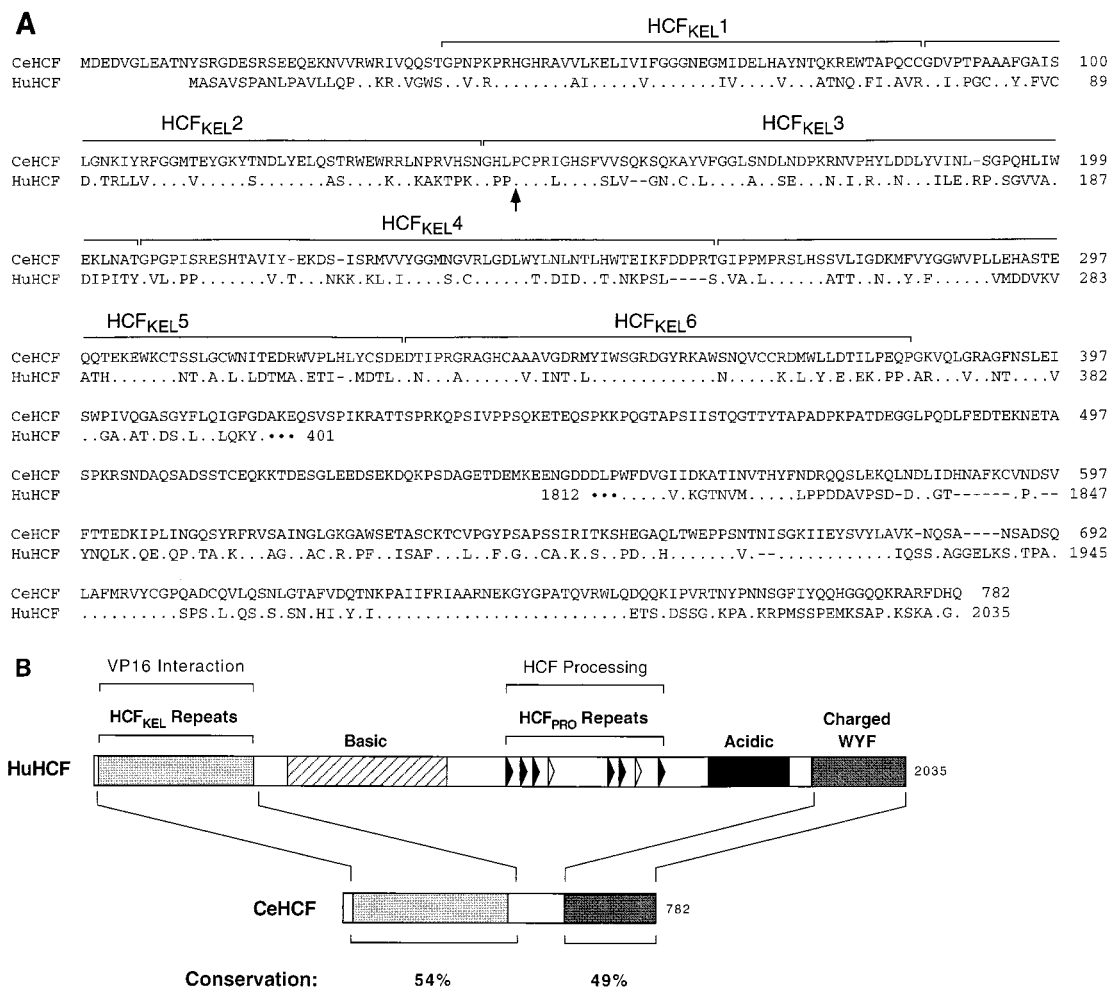 A
HCFKEL1
CeHCF MDEDVGLEATNYSRGDESRSEEQEKNVVRWRIVQQSTGPNPKPRHGHRAVVLKELIVIFGGGNEGMIDELHAYNTQKREWTAPQCCGDVPTPAAAFGAIS 100
HuHCF MASAVSPANLPAVLLQP..KR.VGWS..V.R........AI.....V.......IV.....V....ATNQ.FI.AVR..I.PGC..Y.FVC 89
HCFKEL2 HCFKEL3
CeHCF LGNKIYRFGGMTEYGKYTNDLYELQSTRWEWRRLNPRVHSNGHLPCPRIGHSFVVSQKSQKAYVFGGLSNDLNDPKRNVPHYLDDLYVINL-SGPQHLIW 199
HuHCF D.TRLLV.....V.....S........AS....K..KAKTPK..PP.....L....SLV--GN.C.L....A..SE..N.I.R..N...ILE.RP.SGVVA. 187
HCFKEL4
CeHCF EKLNATGPGPISRESHTAVIY-EKDS-ISRMVVYGGMNGVRLGDLWYLNLNTLHWTEIKFDDPRTGIPPMPRSLHSSVLIGDKMFVYGGWVPLLEHASTE 297
HuHCF DIPITY.VL.PP.......V.T..NKK.KL.I.....S.C.......T.DID..T.NKPSL----S.VA.L......ATT..N..Y.F......VMDDVKV 283
HCFKEL5 HCFKEL6
CeHCF QQTEKEWKCTSSLGCWNITEDRWVPLHLYCSDEDTIPRGRAGHCAAAVGDRMYIWSGRDGYRKAWSNQVCCRDMWLLDTILPEQPGKVQLGRAGFNSLEI 397
HuHCF ATH.......NT.A.L.LDTMA.ETI-.MDTL..N...A......V.INT.L............N.....K.L.Y.E.EK.PP.AR...V..NT....V 382
CeHCF SWPIVQGASGYFLQIGFGDAKEQSVSPIKRATTSPRKQPSIVPPSQKETEQSPKKPQGTAPSIISTQGTTYTAPADPKPATDEGGLPQDLFEDTEKNETA 497
HuHCF ..GA.AT.DS.L..LQKY.••• 401
CeHCF SPKRSNDAQSADSSTCEQKKTDESGLEEDSEKDQKPSDAGETDEMKEENGDDDLPWFDVGIIDKATINVTHYFNDRQQSLEKQLNDLIDHNAFKCVNDSV 597
HuHCF 1812 •••.....V.KGTNVM.....LPPDDAVPSD-D..GT------.P.-- 1847
CeHCF FTTEDKIPLINGQSYRFRVSAINGLGKGAWSETASCKTCVPGYPSAPSSIRITKSHEGAQLTWEPPSNTNISGKIIEYSVYLAVK-NQSA----NSADSQ 692
HuHCF YNQLK.QE.QP.TA.K....AG..AC.R.PF..ISAF...L..F.G..CA.K.S..PD..H.......V.--............IQSS.AGGELKS.TPA. 1945
CeHCF LAFMRVYCGPQADCQVLQSNLGTAFVDQTNKPAIIFRIAARNEKGYGPATQVRWLQDQQKIPVRTNYPNNSGFIYQQHGGQQKRARFDHQ 782
HuHCF ..........SPS.L.QS.S.SN.HI.Y.I..........................ETS.DSSG.KPA.KRPMSSPEMKSAP.KSKA.G. 2035
B
VP16 Interaction HCF Processing
HCFKEL Repeats Basic HCFPRO Repeats Acidic Charged WYF
HuHCF 2035
CeHCF 782
Conservation: 54% 49%